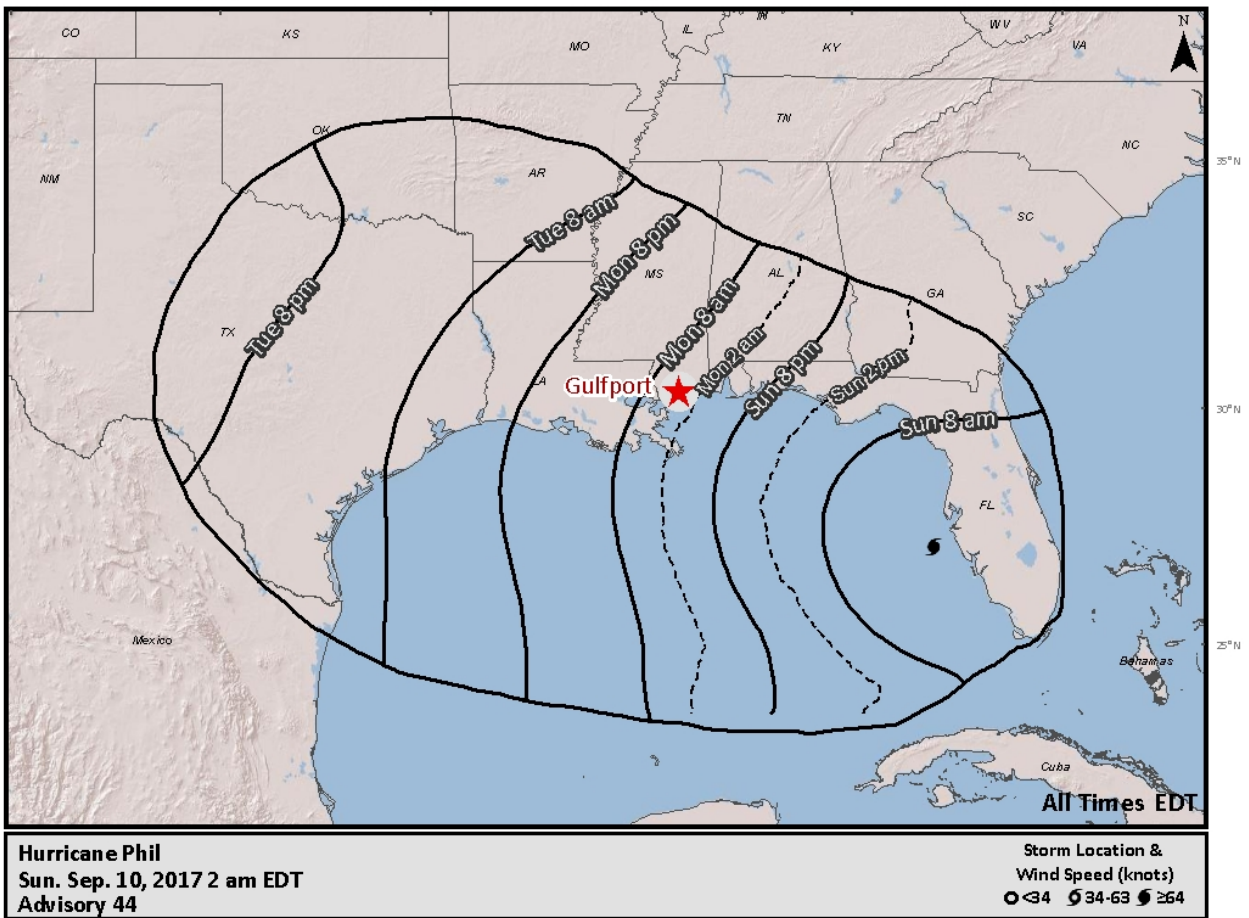 CO
KS
MO
IL
IN
KY
WV
VA
N
OK
AR
TN
NC
NM
35°N
SC
Tue 8 am
Mon 8 pm
MS
AL
GA
TX
Tue 8 pm
Mon 8 am
Mon 2 am
Sun 8 pm
Sun 2 pm
LA
Gulfport
30°N
Sun 8 am
FL
Mexico
25°N
Bahamas
Cuba
All Times EDT
Hurricane Phil
Sun. Sep. 10, 2017 2 am EDT
Advisory 44
Storm Location &
Wind Speed (knots)
<34 34-63 ≥64